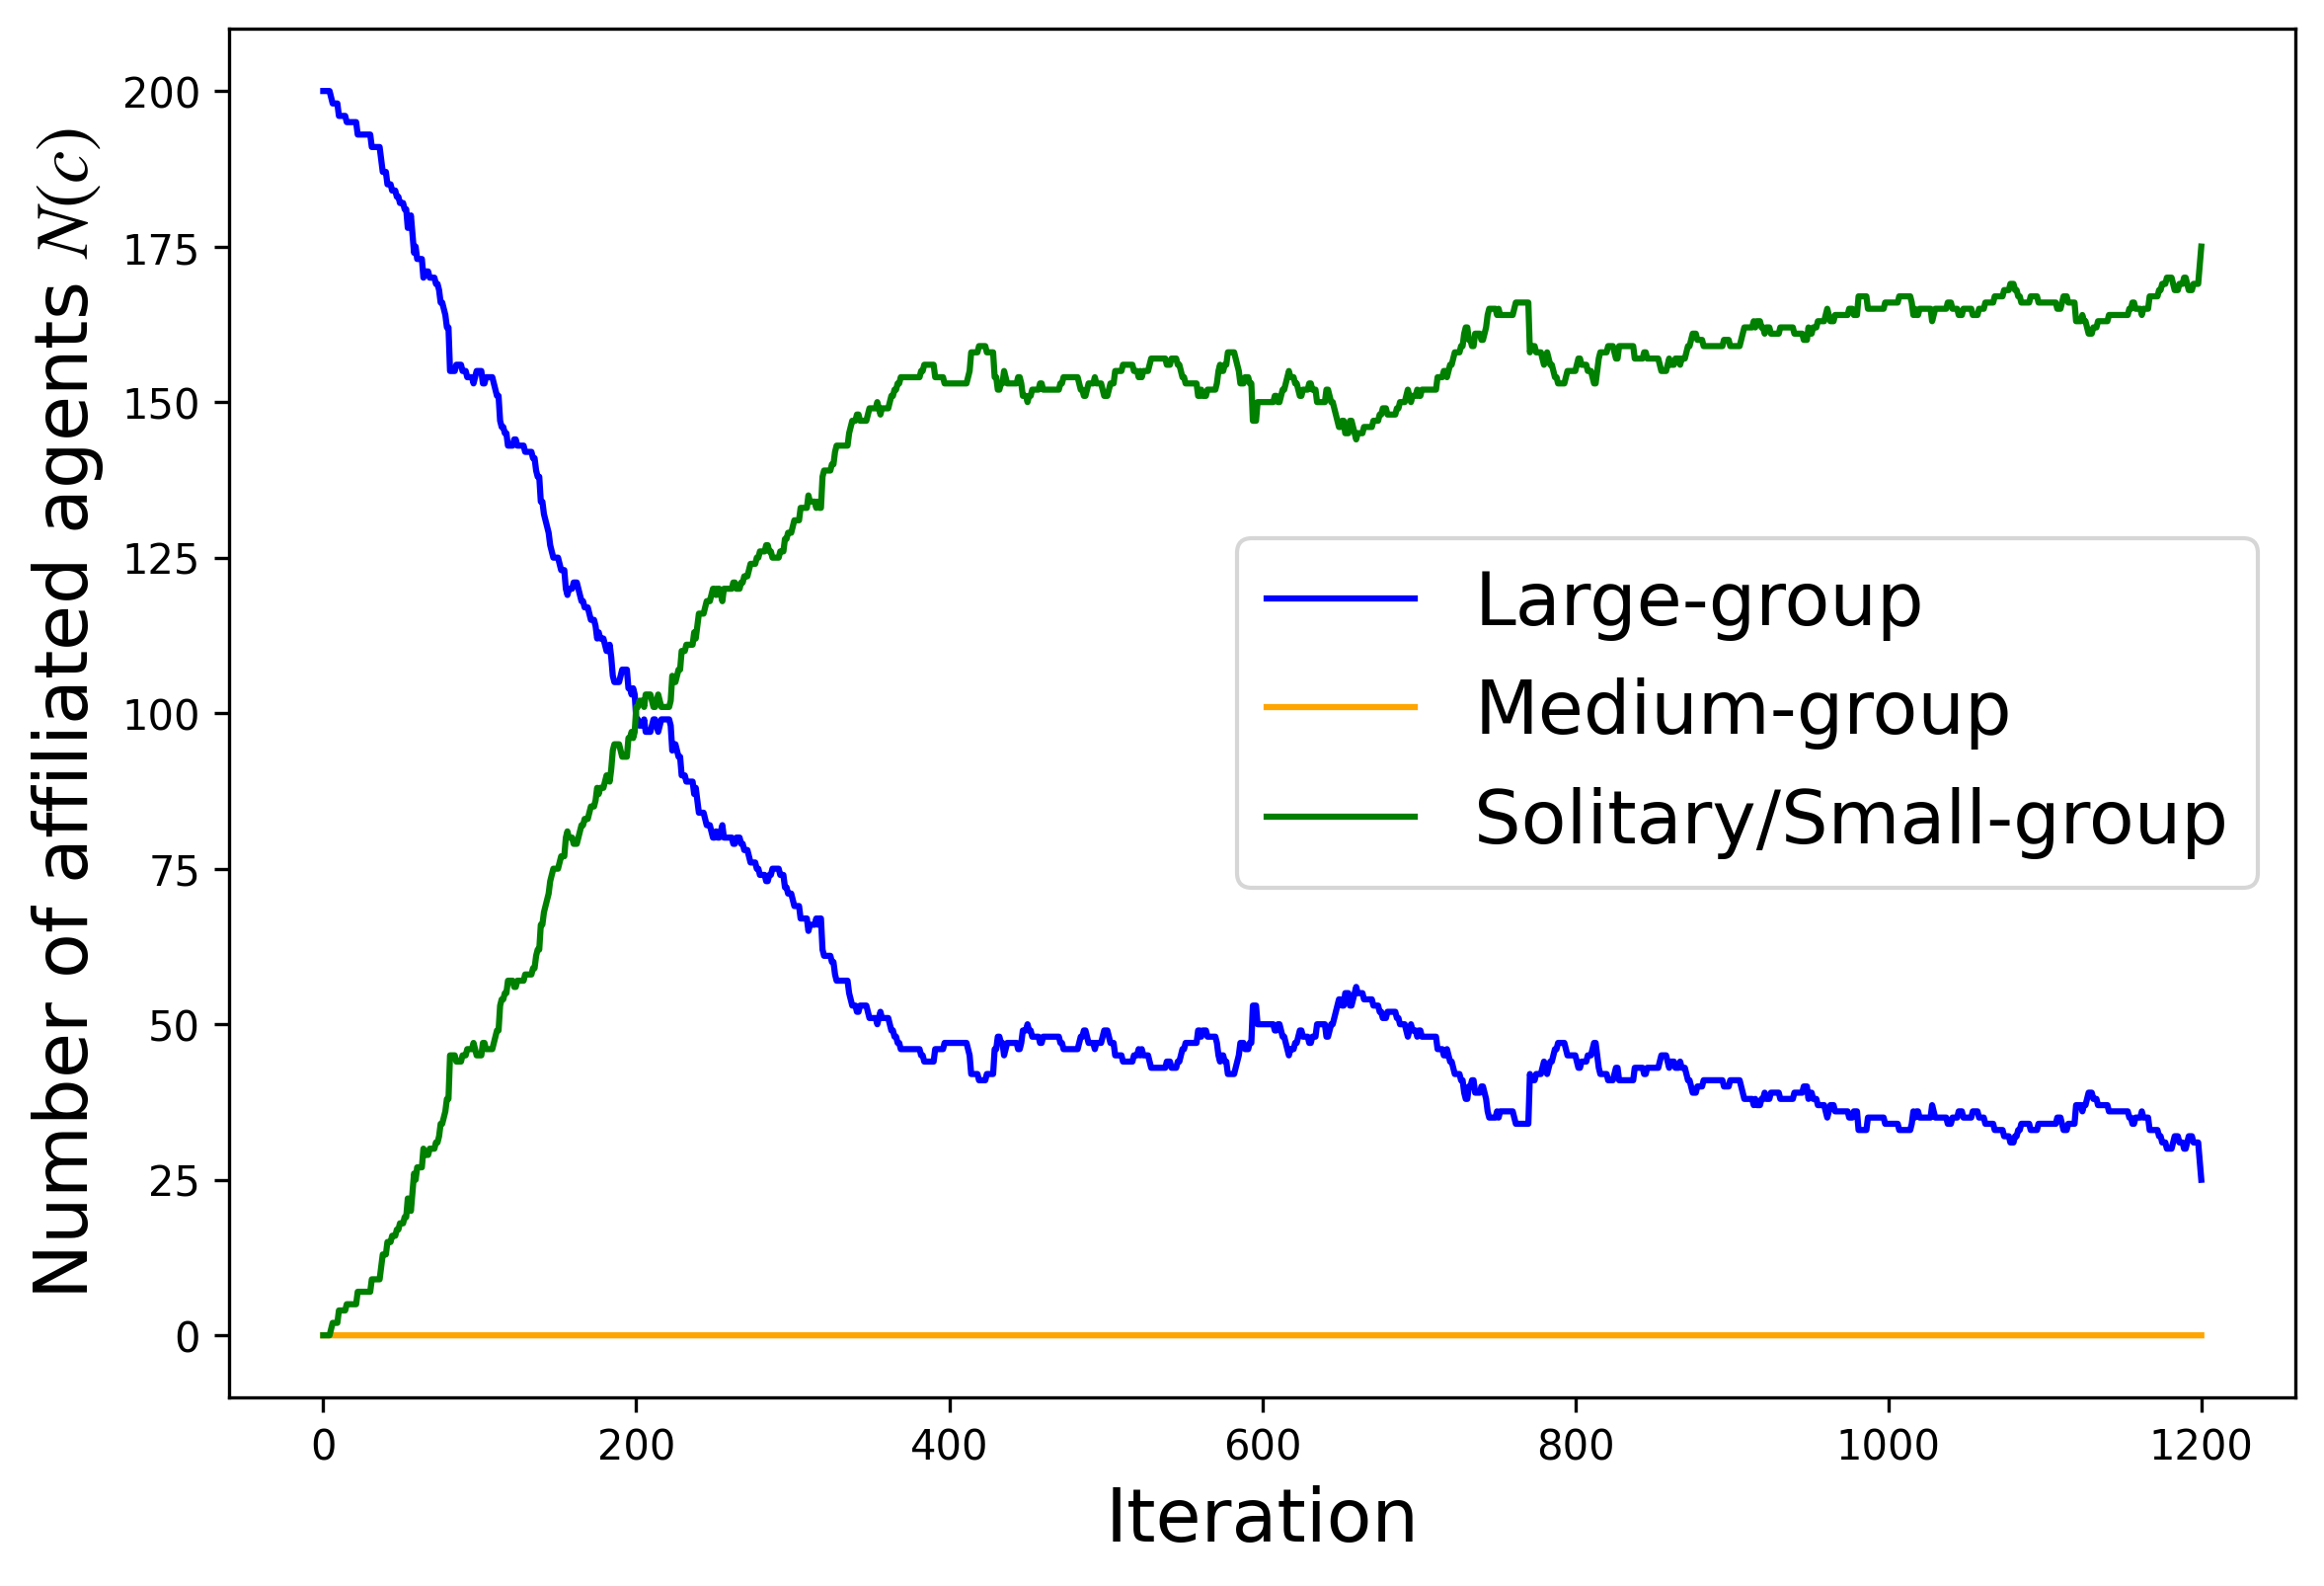 Number of affiliated agents N(c)
200
175
150
125
100
75
50
25
0
Large-group
Medium-group
Solitary/Small-group
0 200 400 600 800 1000 1200
Iteration